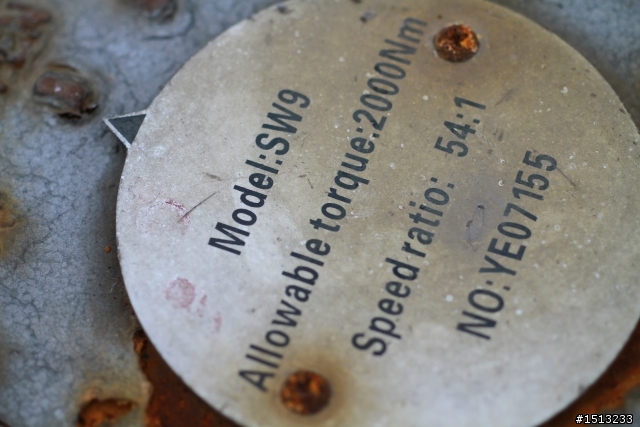 Model:SW9
Allowable torque:2000Nm
Speed ratio: 54:1
NO:YE07155
#1513233